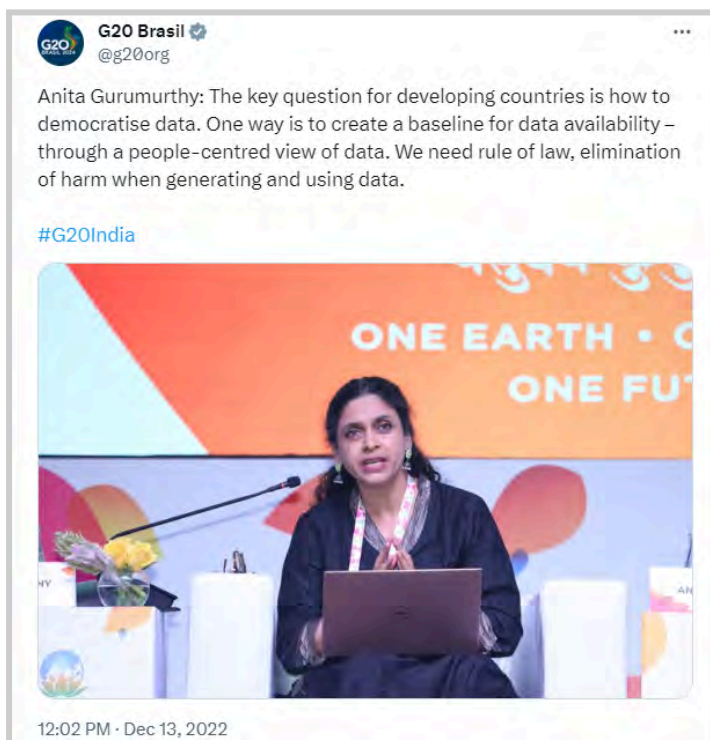 G20 Brasil
@g20org
Anita Gurumurthy: The key question for developing countries is how to
democratise data. One way is to create a baseline for data availability –
through a people-centred view of data. We need rule of law, elimination
of harm when generating and using data.
#G20India
ONE EARTH • O
ONE FUT
HY
AN
12:02 PM · Dec 13, 2022